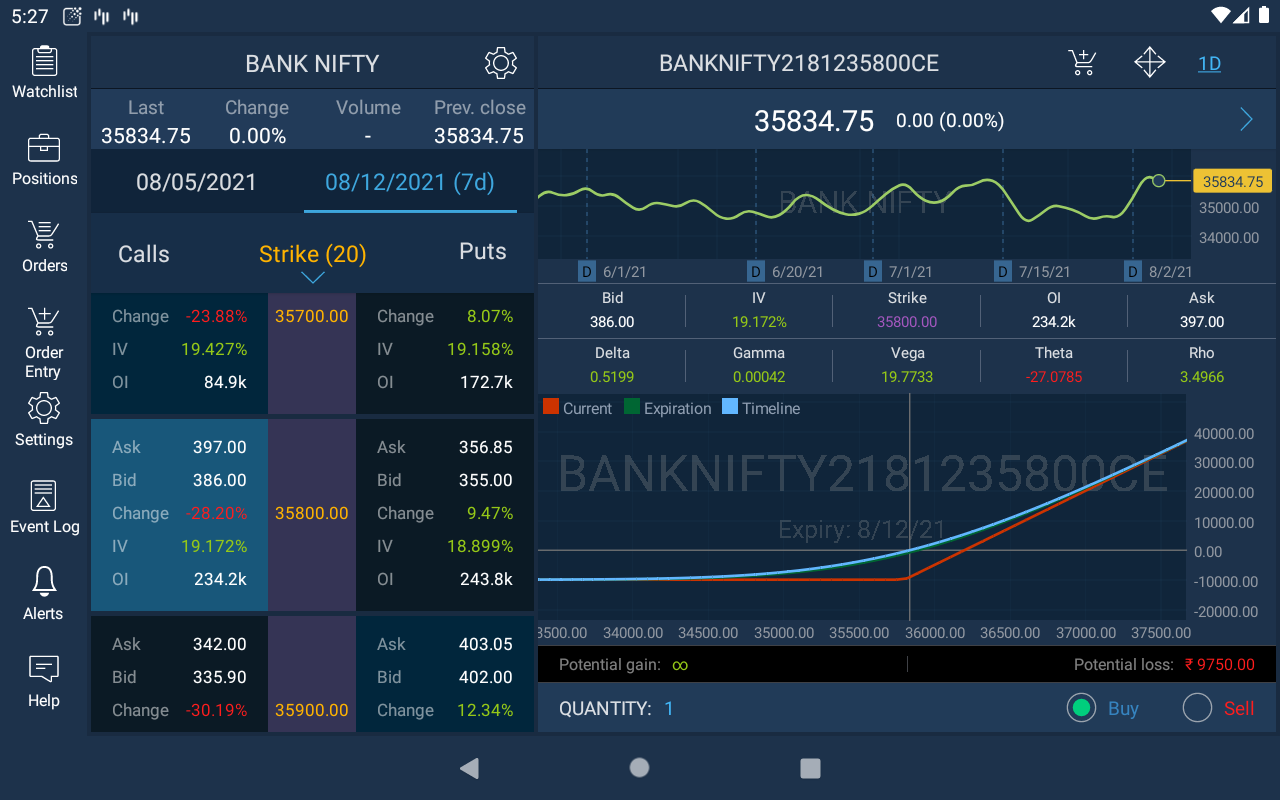 5:27
Watchlist
Positions
Orders
Order
Entry
Settings
Event Log
Alerts
Help
BANK NIFTY
Last Change Volume Prev. close
35834.75 0.00% - 35834.75
08/05/2021 08/12/2021 (7d)
Calls Strike (20) Puts
Change -23.88% 35700.00 Change 8.07%
IV 19.427% IV 19.158%
OI 84.9k OI 172.7k
Ask 397.00 Ask 356.85
Bid 386.00 Bid 355.00
Change -28.20% 35800.00 Change 9.47%
IV 19.172% IV 18.899%
OI 234.2k OI 243.8k
Ask 342.00 Ask 403.05
Bid 335.90 Bid 402.00
Change -30.19% 35900.00 Change 12.34%
BANKNIFTY2181235800CE 1D
35834.75 0.00 (0.00%)
BANK NIFTY
35834.75
35000.00
34000.00
D 6/1/21 D 6/20/21 D 7/1/21 D 7/15/21 D 8/2/21
Bid IV Strike OI Ask
386.00 19.172% 35800.00 234.2k 397.00
Delta Gamma Vega Theta Rho
0.5199 0.00042 19.7733 -27.0785 3.4966
Current Expiration Timeline
BANKNIFTY2181235800CE
Expiry: 8/12/21
40000.00
30000.00
20000.00
10000.00
0.00
-10000.00
-20000.00
3500.00 34000.00 34500.00 35000.00 35500.00 36000.00 36500.00 37000.00 37500.00
Potential gain: ∞ Potential loss: ₹ 9750.00
QUANTITY: 1 Buy Sell